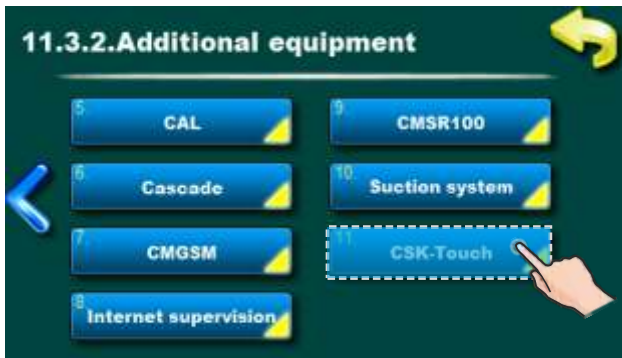 11.3.2.Additional equipment
5. CAL
6. Cascade
7. CMGSM
8 Internet supervision
9. CMSR100
10. Suction system
11. CSK-Touch